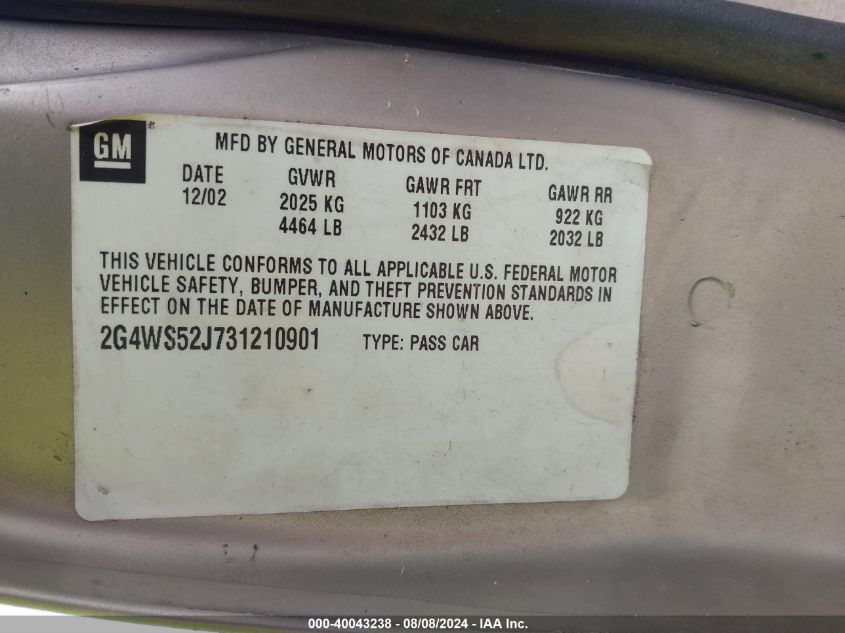 GM
MFD BY GENERAL MOTORS OF CANADA LTD.
DATE GVWR GAWR FRT GAWR RR
12/02 2025 KG 1103 KG 922 KG
4464 LB 2432 LB 2032 LB
THIS VEHICLE CONFORMS TO ALL APPLICABLE U.S. FEDERAL MOTOR
VEHICLE SAFETY, BUMPER, AND THEFT PREVENTION STANDARDS IN
EFFECT ON THE DATE OF MANUFACTURE SHOWN ABOVE.
2G4WS52J731210901 TYPE: PASS CAR
000-40043238 - 08/08/2024 - IAA Inc.